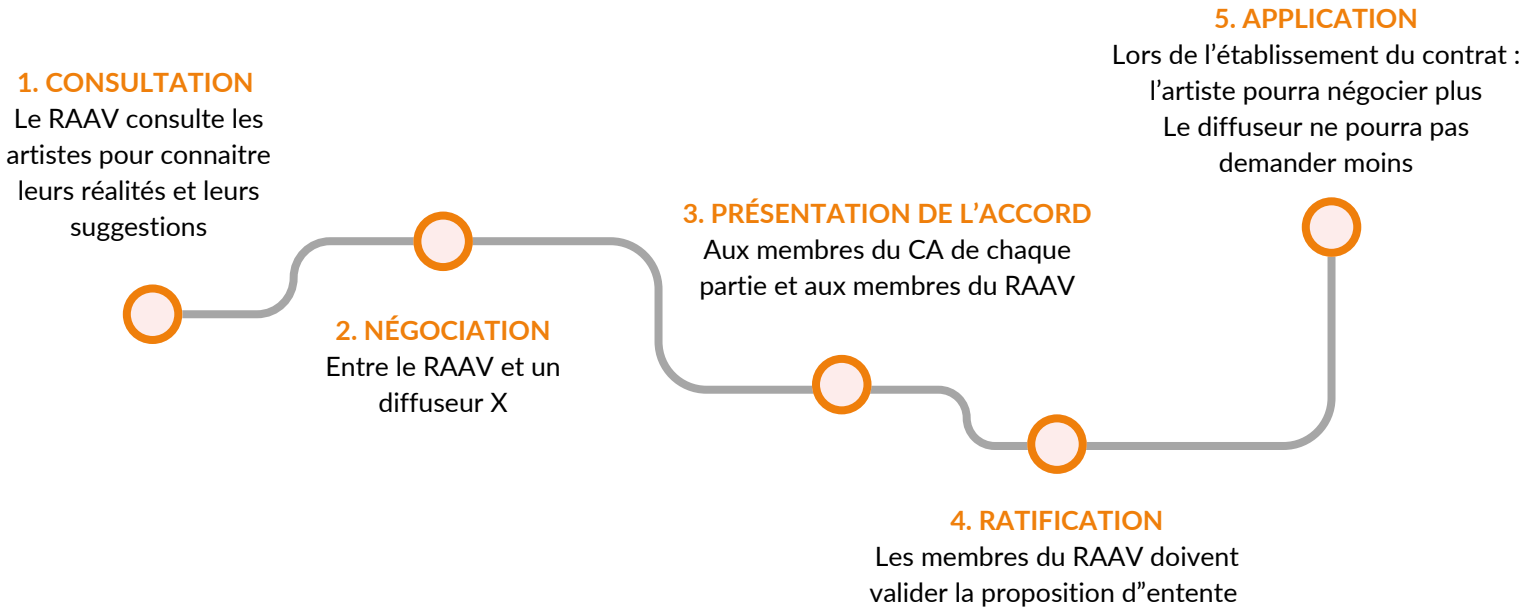 1. CONSULTATION
Le RAAV consulte les
artistes pour connaitre
leurs réalités et leurs
suggestions
2. NÉGOCIATION
Entre le RAAV et un
diffuseur X
3. PRÉSENTATION DE L’ACCORD
Aux membres du CA de chaque
partie et aux membres du RAAV
4. RATIFICATION
Les membres du RAAV doivent
valider la proposition d”entente
5. APPLICATION
Lors de l’établissement du contrat :
l’artiste pourra négocier plus
Le diffuseur ne pourra pas
demander moins